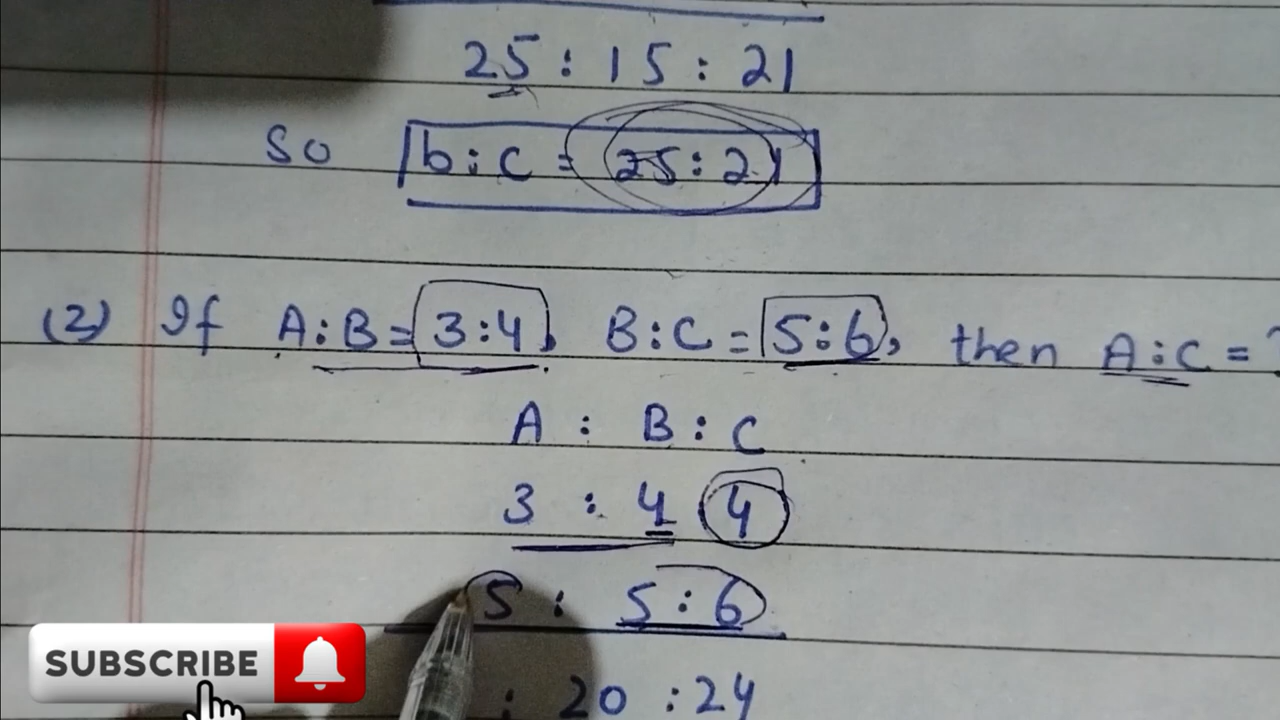 25 : 15 : 21
So b:c = 25:21
(2) If A:B = 3:4, B:C = 5:6, then A:C = ?
A : B : C
3 : 4 4
5 : 5 : 6
: 20 : 24
SUBSCRIBE